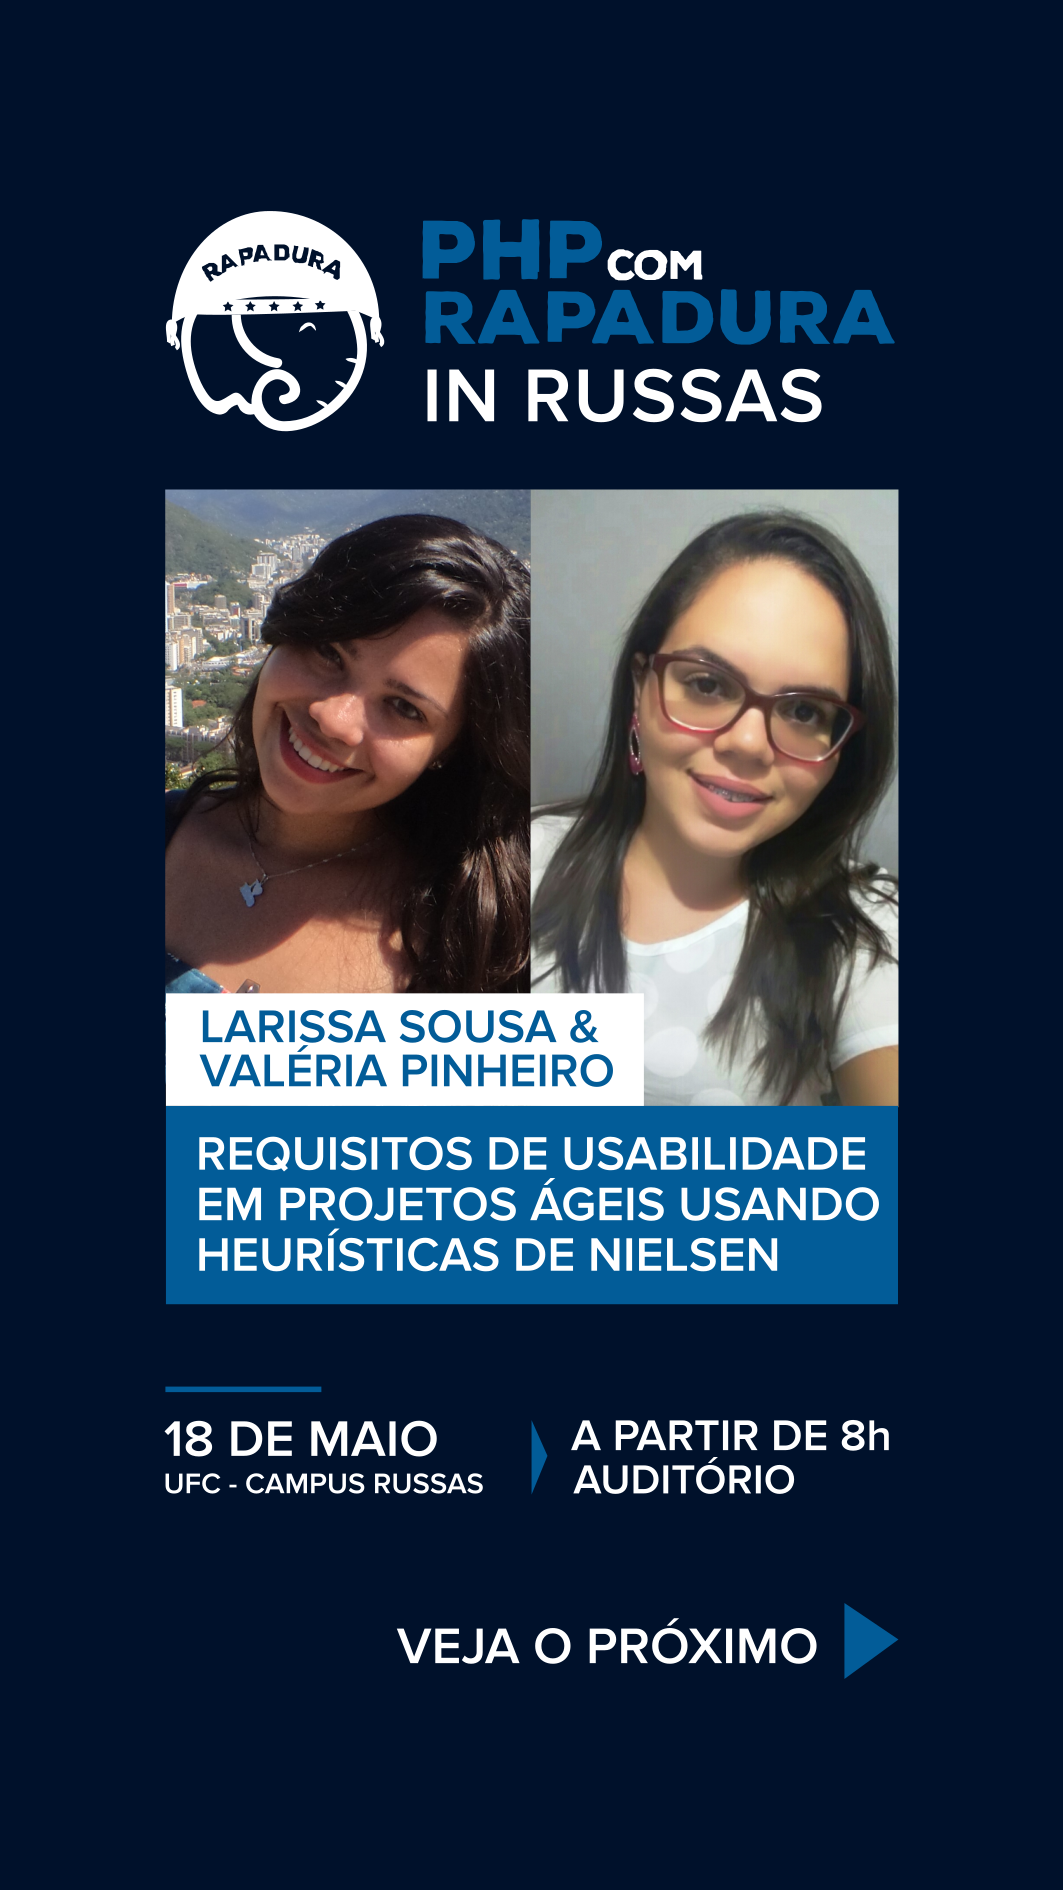 RAPADURA
PHP COM
RAPADURA
IN RUSSAS
LARISSA SOUSA &
VALÉRIA PINHEIRO
REQUISITOS DE USABILIDADE
EM PROJETOS ÁGEIS USANDO
HEURÍSTICAS DE NIELSEN
18 DE MAIO
UFC - CAMPUS RUSSAS
A PARTIR DE 8h
AUDITÓRIO
VEJA O PRÓXIMO